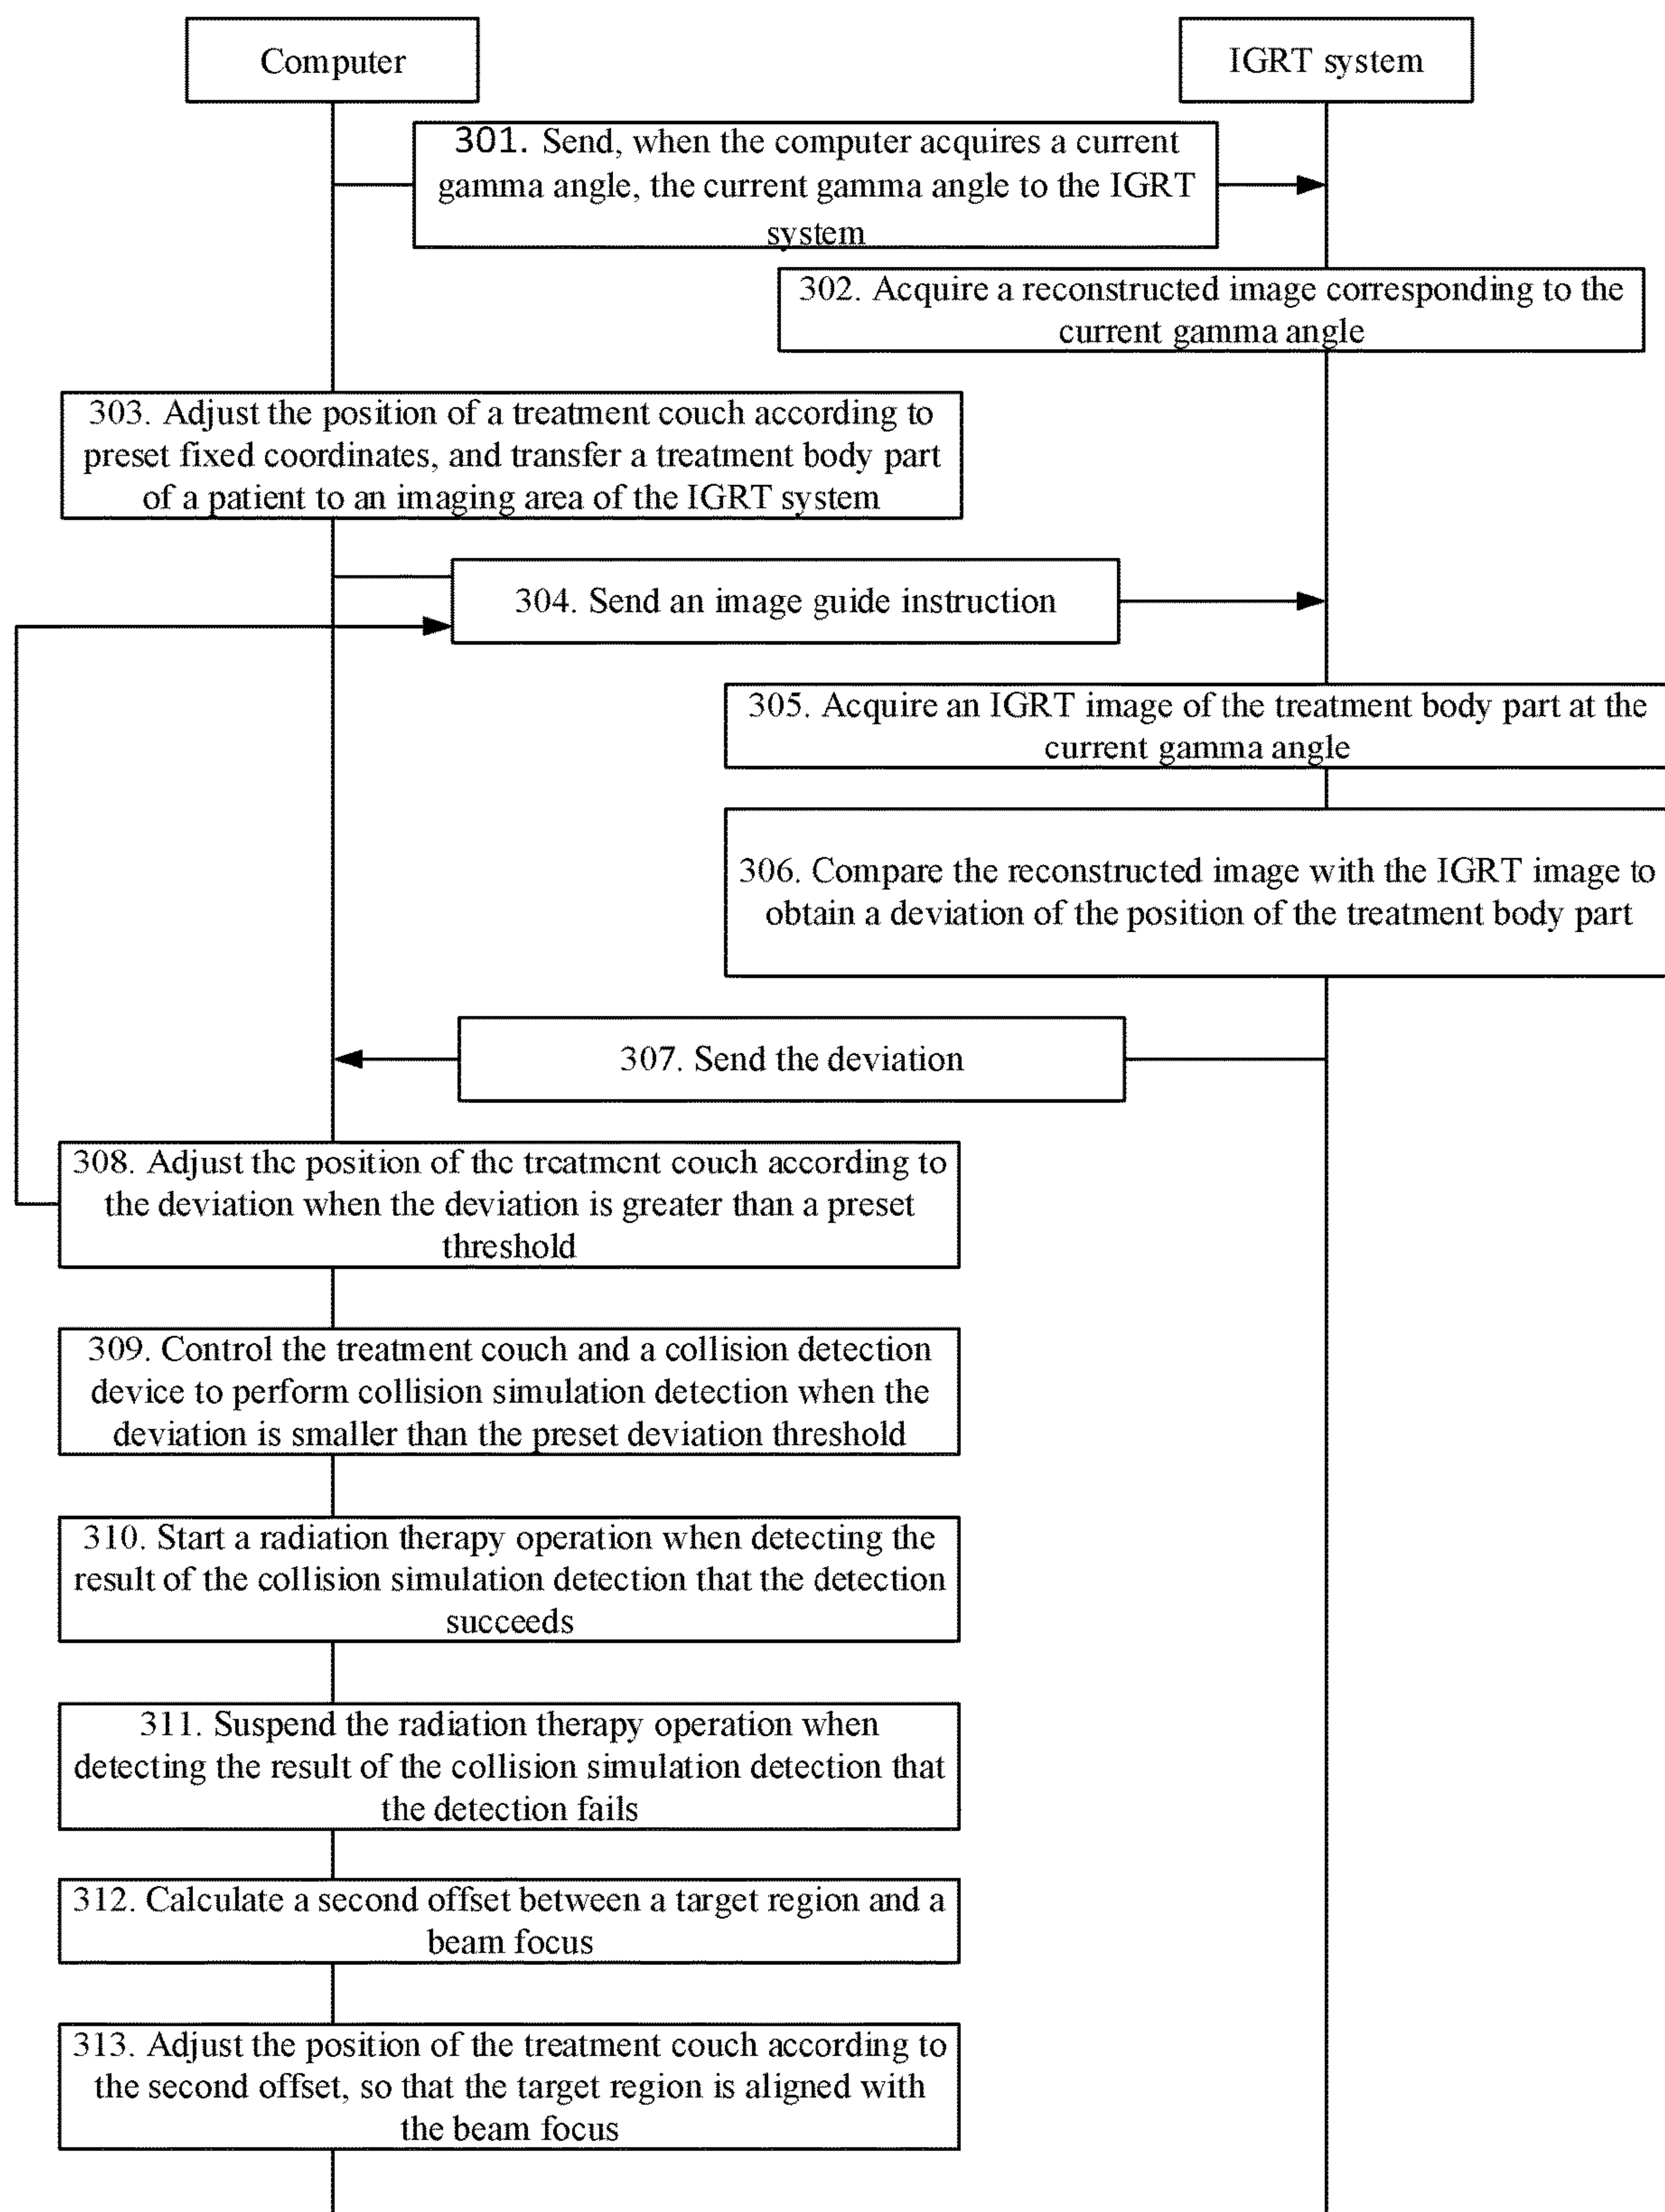 Computer
IGRT system
301. Send, when the computer acquires a current
gamma angle, the current gamma angle to the IGRT
system
302. Acquire a reconstructed image corresponding to the
current gamma angle
303. Adjust the position of a treatment couch according to
preset fixed coordinates, and transfer a treatment body part
of a patient to an imaging area of the IGRT system
304. Send an image guide instruction
305. Acquire an IGRT image of the treatment body part at the
current gamma angle
306. Compare the reconstructed image with the IGRT image to
obtain a deviation of the position of the treatment body part
307. Send the deviation
308. Adjust the position of the treatment couch according to
the deviation when the deviation is greater than a preset
threshold
309. Control the treatment couch and a collision detection
device to perform collision simulation detection when the
deviation is smaller than the preset deviation threshold
310. Start a radiation therapy operation when detecting the
result of the collision simulation detection that the detection
succeeds
311. Suspend the radiation therapy operation when
detecting the result of the collision simulation detection that
the detection fails
312. Calculate a second offset between a target region and a
beam focus
313. Adjust the position of the treatment couch according to
the second offset, so that the target region is aligned with
the beam focus